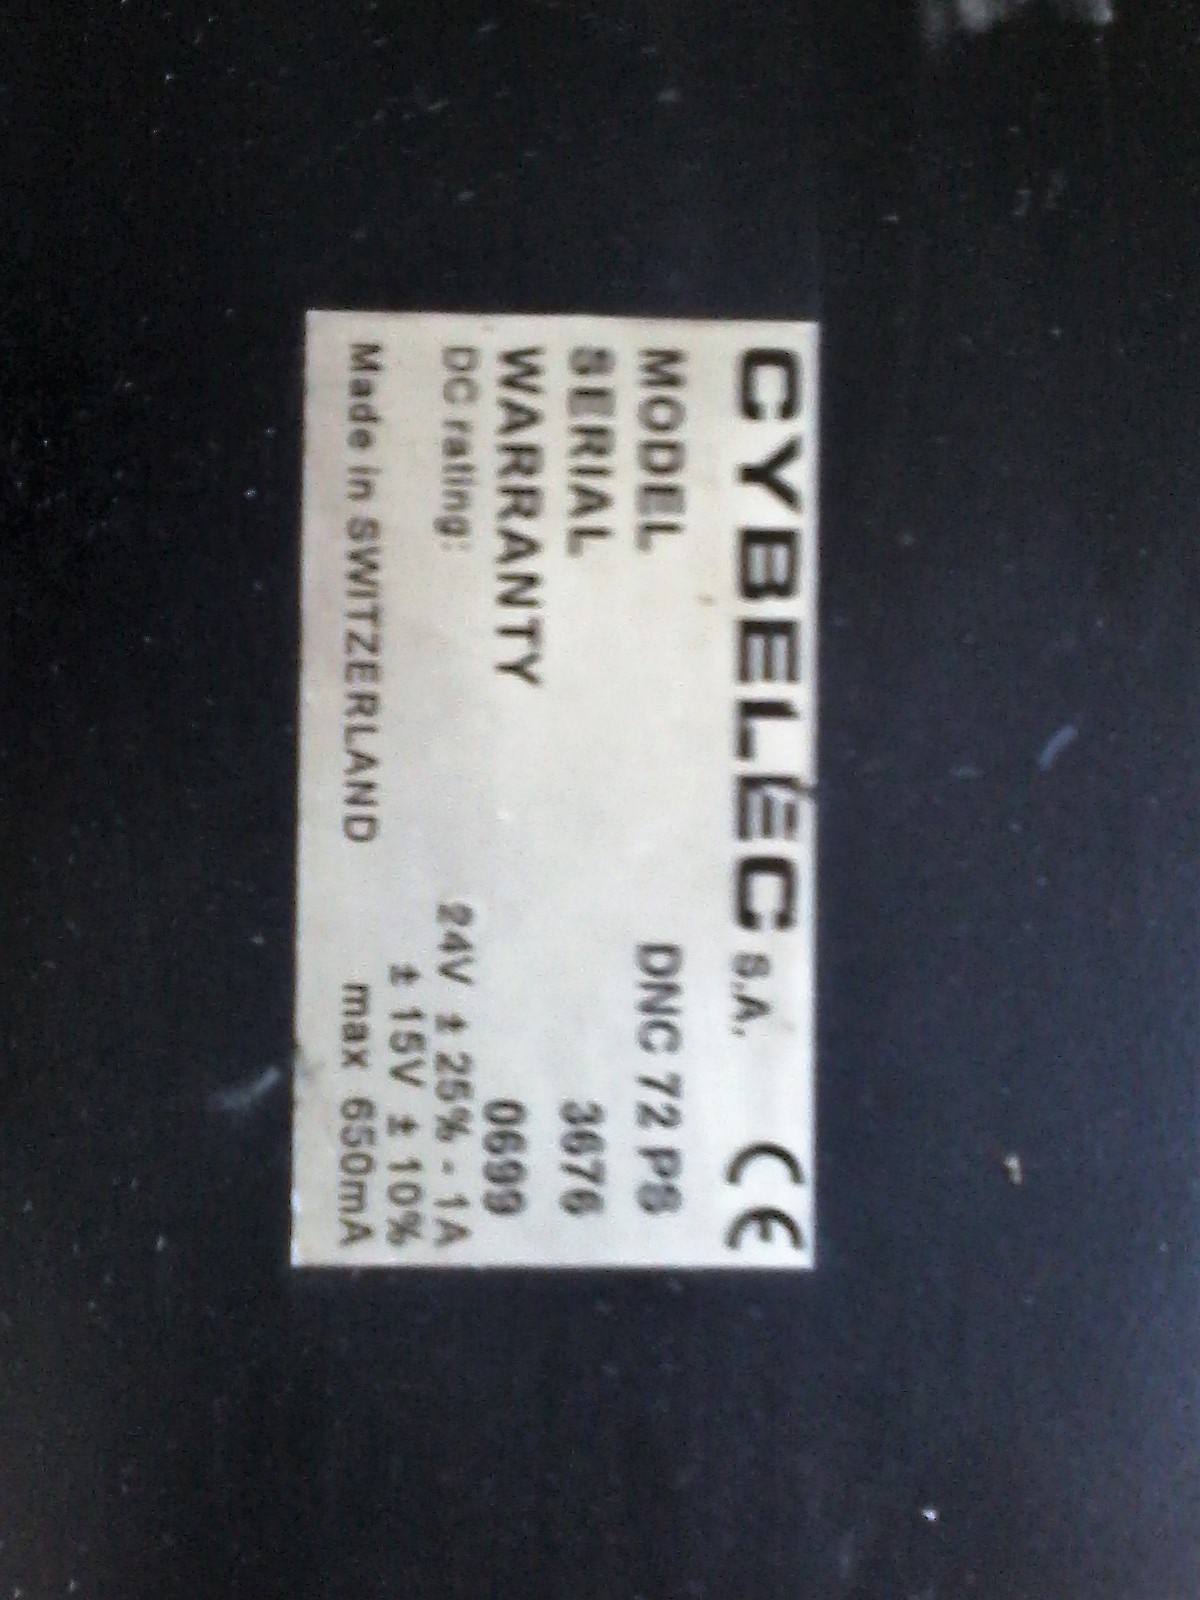 CYBELEC S.A. CE
MODEL DNC 72 PS
SERIAL 3676
WARRANTY 0699
DC rating: 24V ± 25% - 1A
± 15V ± 10%
Made in SWITZERLAND max 650mA